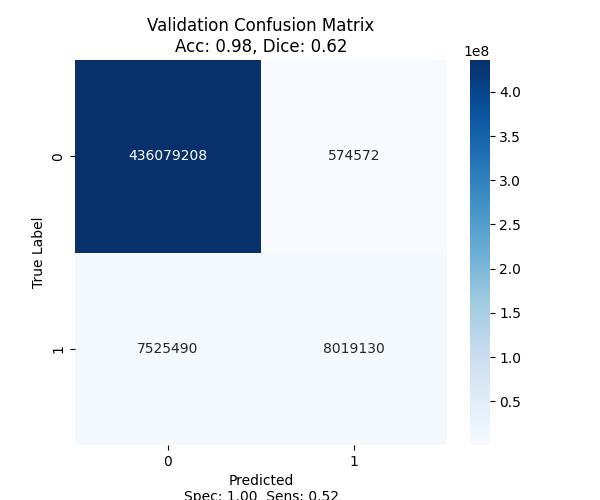 Validation Confusion Matrix
Acc: 0.98, Dice: 0.62
1e8
4.0
0
436079208
574572
3.5
3.0
True Label
2.5
2.0
1.5
1
7525490
8019130
1.0
0.5
0
1
Predicted
Spec: 1.00, Sens: 0.52